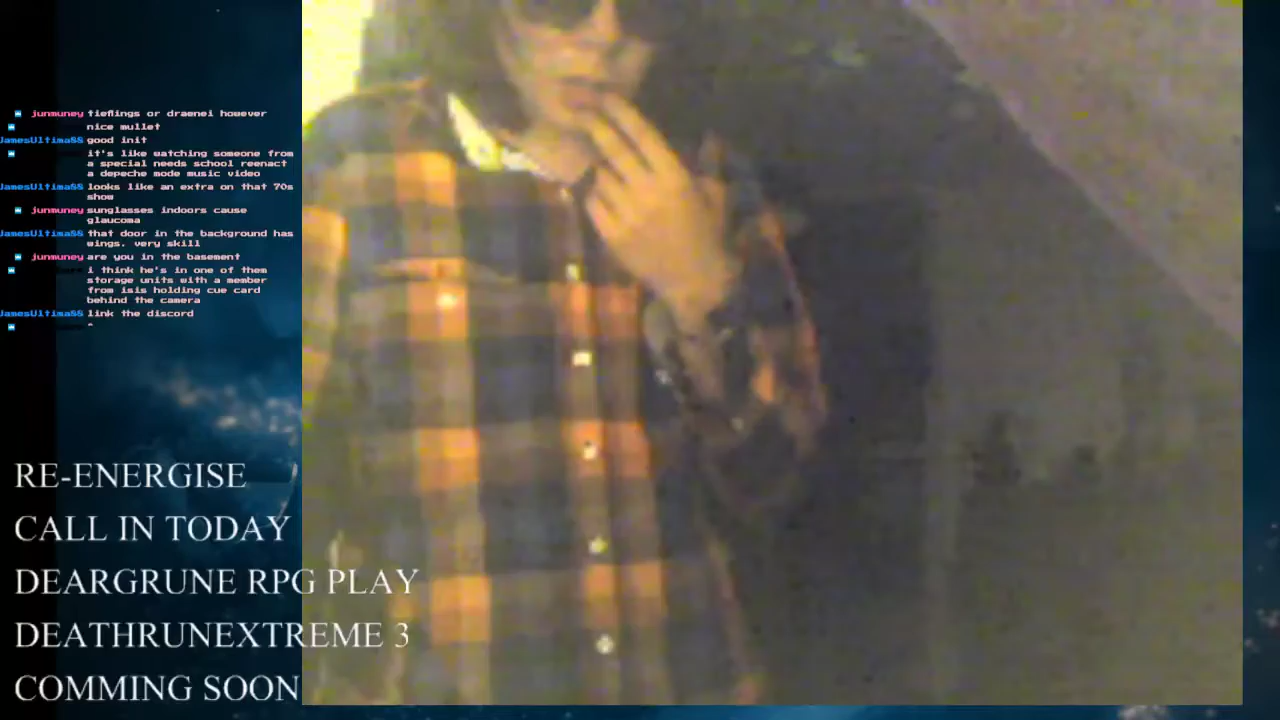 junmuney tieflings or draenei however
nice mullet
JamesUltima88 good init
it's like watching someone from
a special needs school reenact
a depeche mode music video
JamesUltima88 looks like an extra on that 70s
show
junmuney sunglasses indoors cause
glaucoma
JamesUltima88 that door in the background has
wings. very skill
junmuney are you in the basement
i think he's in one of them
storage units with a member
from isis holding cue card
behind the camera
JamesUltima88 link the discord
^
RE-ENERGISE
CALL IN TODAY
DEARGRUNE RPG PLAY
DEATHRUNEXTREME 3
COMMING SOON